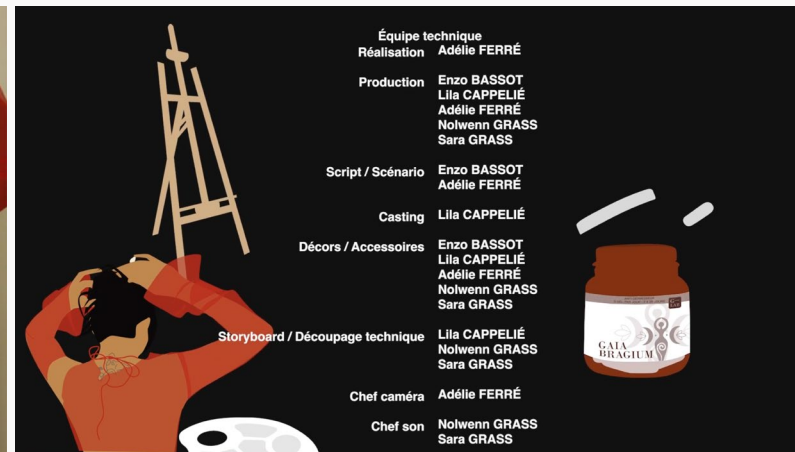 Équipe technique
Réalisation Adélie FERRÉ
Production Enzo BASSOT
Lila CAPPELIÉ
Adélie FERRÉ
Nolwenn GRASS
Sara GRASS
Script / Scénario Enzo BASSOT
Adélie FERRÉ
Casting Lila CAPPELIÉ
Décors / Accessoires Enzo BASSOT
Lila CAPPELIÉ
Adélie FERRÉ
Nolwenn GRASS
Sara GRASS
Storyboard / Découpage technique Lila CAPPELIÉ
Nolwenn GRASS
Sara GRASS
Chef caméra Adélie FERRÉ
Chef son Nolwenn GRASS
Sara GRASS
GAIA
BRAGIUM